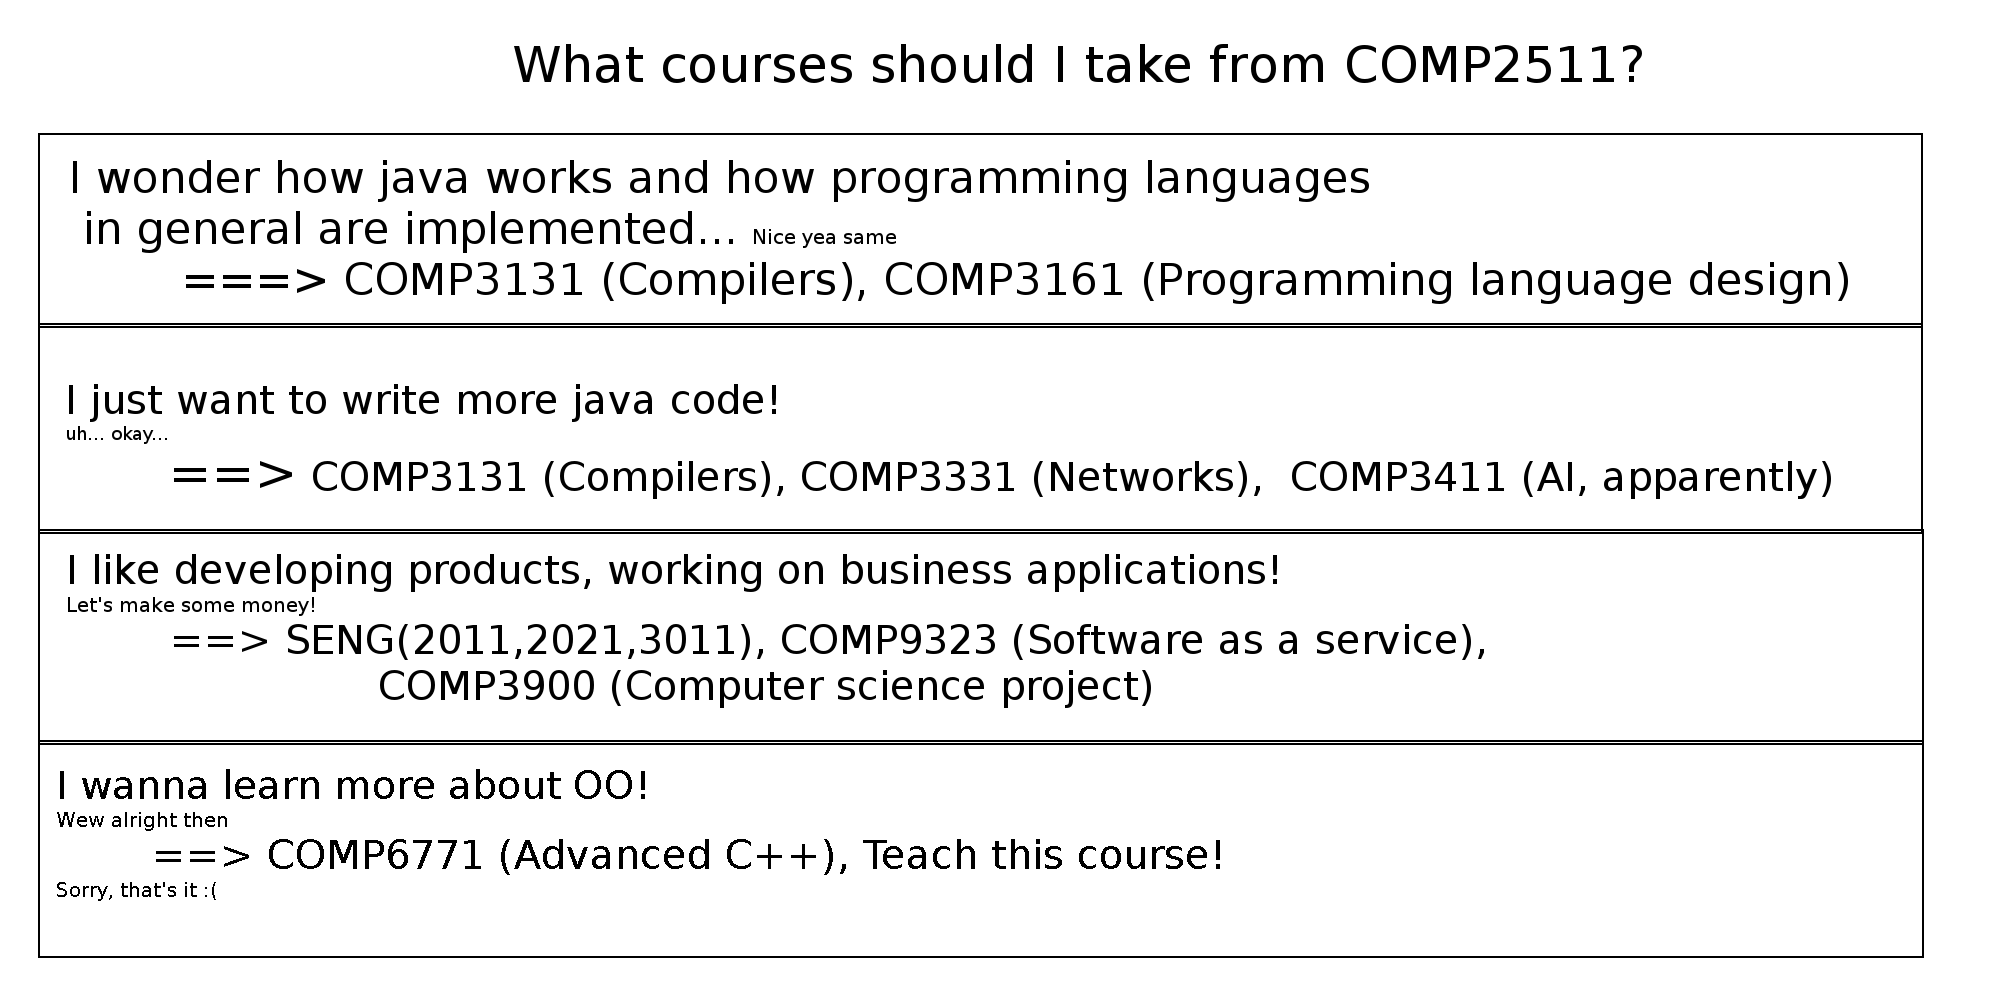 What courses should I take from COMP2511?
I wonder how java works and how programming languages
in general are implemented... Nice yea same
===> COMP3131 (Compilers), COMP3161 (Programming language design)
I just want to write more java code!
uh... okay...
==> COMP3131 (Compilers), COMP3331 (Networks), COMP3411 (AI, apparently)
I like developing products, working on business applications!
Let's make some money!
==> SENG(2011,2021,3011), COMP9323 (Software as a service),
COMP3900 (Computer science project)
I wanna learn more about OO!
Wew alright then
==> COMP6771 (Advanced C++), Teach this course!
Sorry, that's it :(